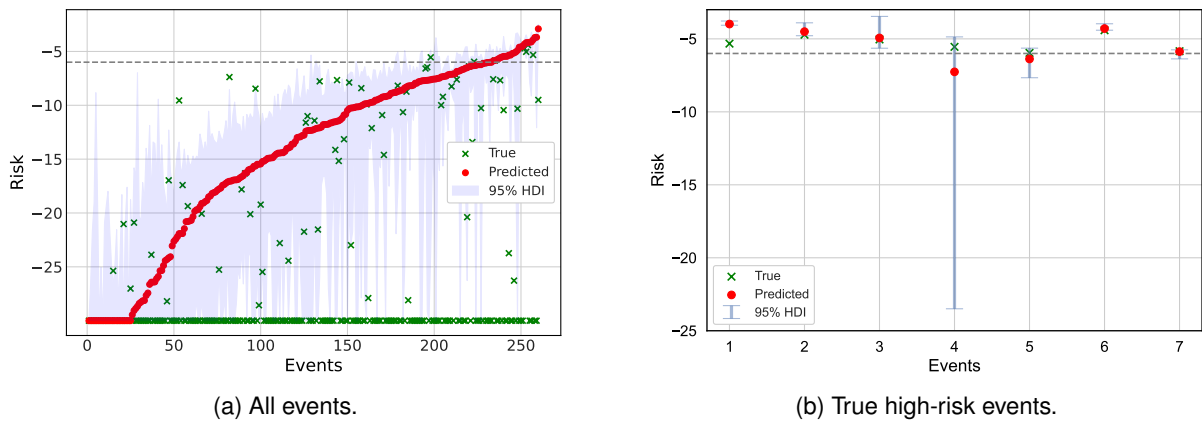 −5
−10
−15
−20
−25
Risk
0
50
100
150
200
250
Events
True
Predicted
95% HDI
(a) All events.
−5
−10
−15
−20
−25
Risk
1
2
3
4
5
6
7
Events
True
Predicted
95% HDI
(b) True high-risk events.